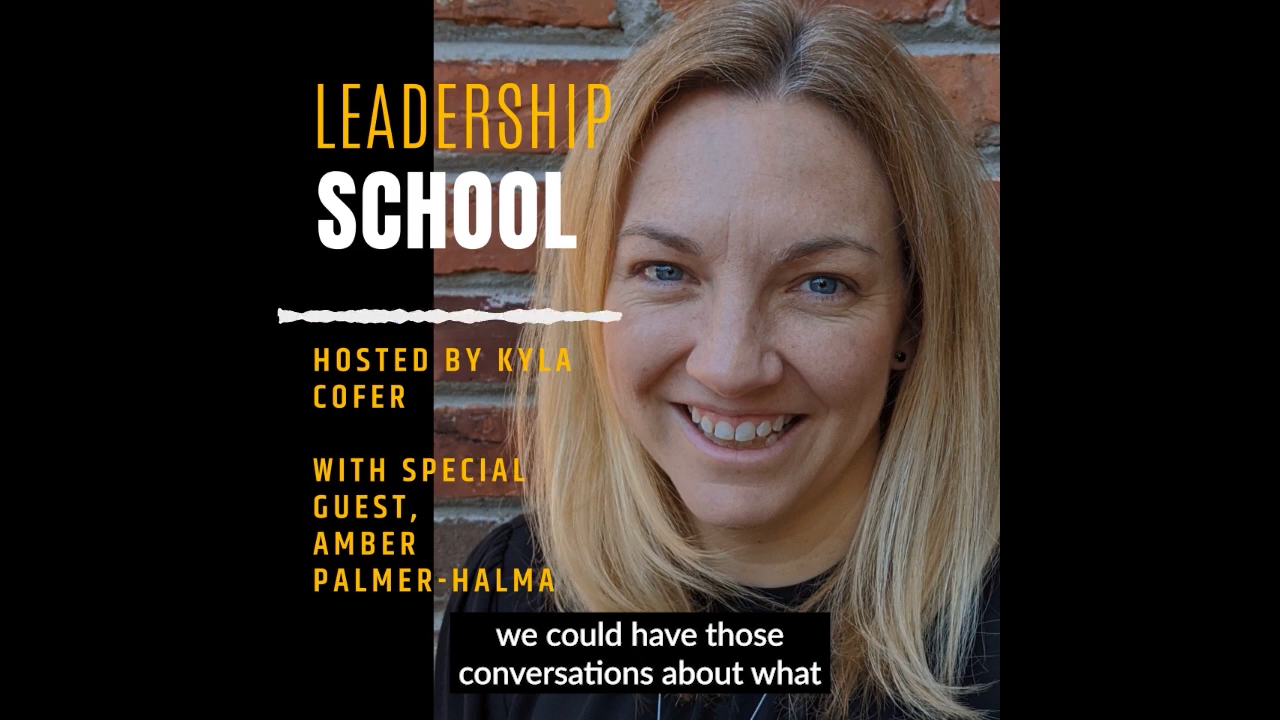 LEADERSHIP
SCHOOL
HOSTED BY KYLA
COFER
WITH SPECIAL
GUEST,
AMBER
PALMER-HALMA
we could have those
conversations about what